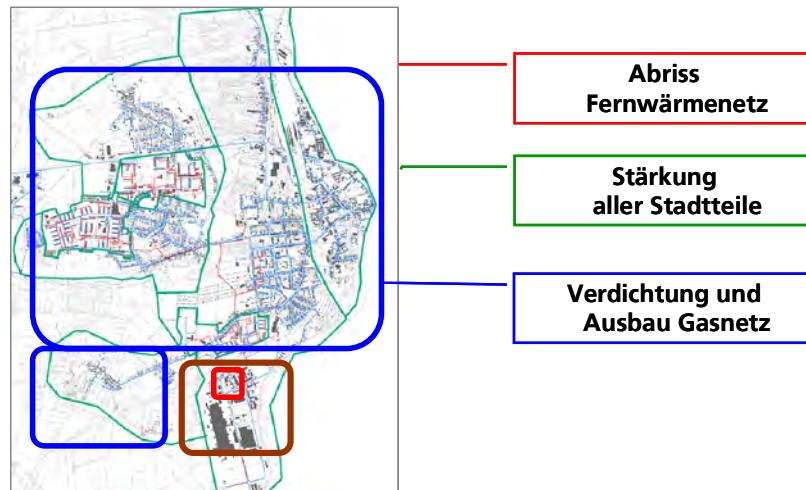 Abriss
Fernwärmenetz
Stärkung
aller Stadtteile
Verdichtung und
Ausbau Gasnetz